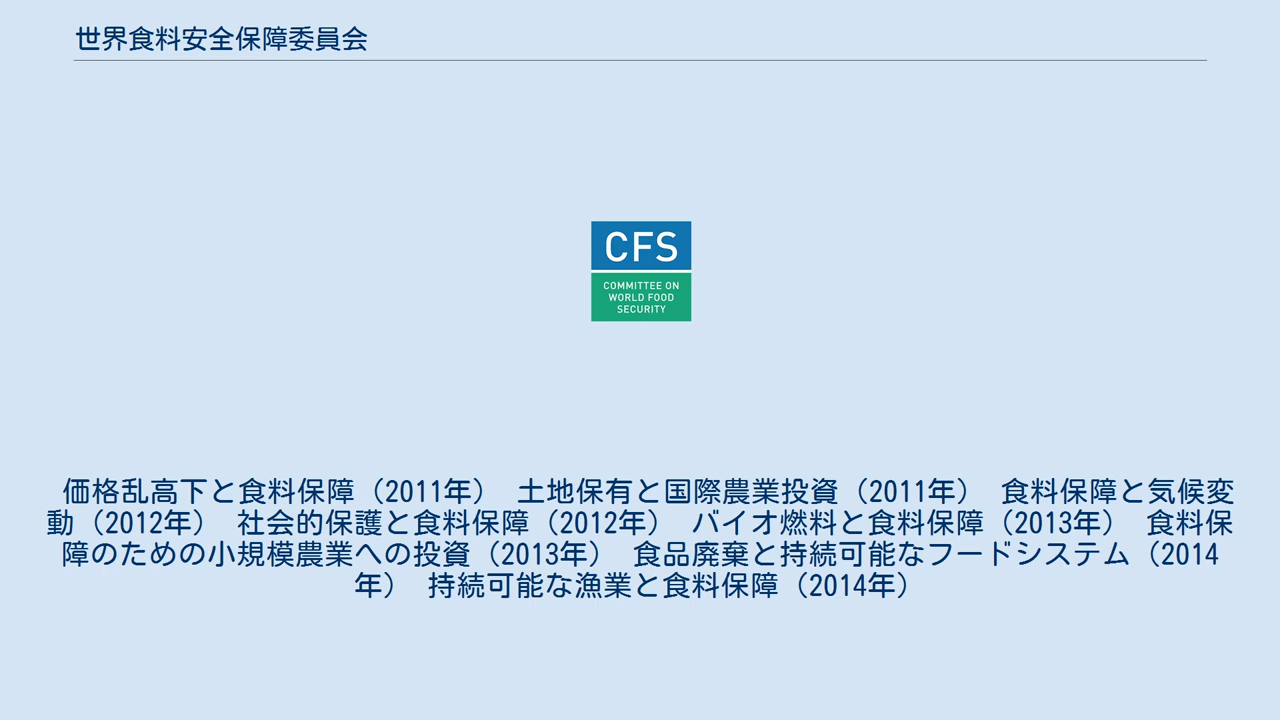 世界食料安全保障委員会
CFS
COMMITTEE ON
WORLD FOOD
SECURITY
価格乱高下と食料保障（2011年） 土地保有と国際農業投資（2011年） 食料保障と気候変
動（2012年） 社会的保護と食料保障（2012年） バイオ燃料と食料保障（2013年） 食料保
障のための小規模農業への投資（2013年） 食品廃棄と持続可能なフードシステム（2014
年） 持続可能な漁業と食料保障（2014年）